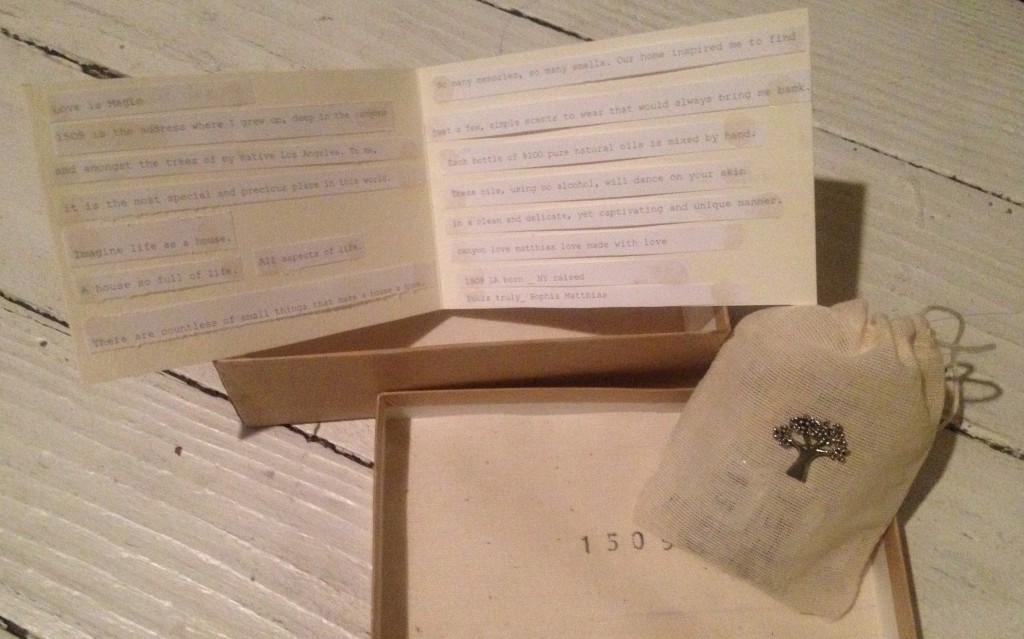 Love is Magic
1509 is the address where I grew up, deep in the canyons
and amongst the trees of my native Los Angeles. To me,
it is the most special and precious place in this world.
Imagine life as a house.
A house so full of life. All aspects of life.
There are countless of small things that make a house a
So many memories, so many smells. Our home inspired me to find
just a few, simple scents to wear that would always bring me back.
Each bottle of %100 pure natural oils is mixed by hand.
These oils, using no alcohol, will dance on your skin
in a clean and delicate, yet captivating and unique manner.
canyon love matthias love made with love
1509 LA born _ NY raised
truly_ Sophia Matthias
1509